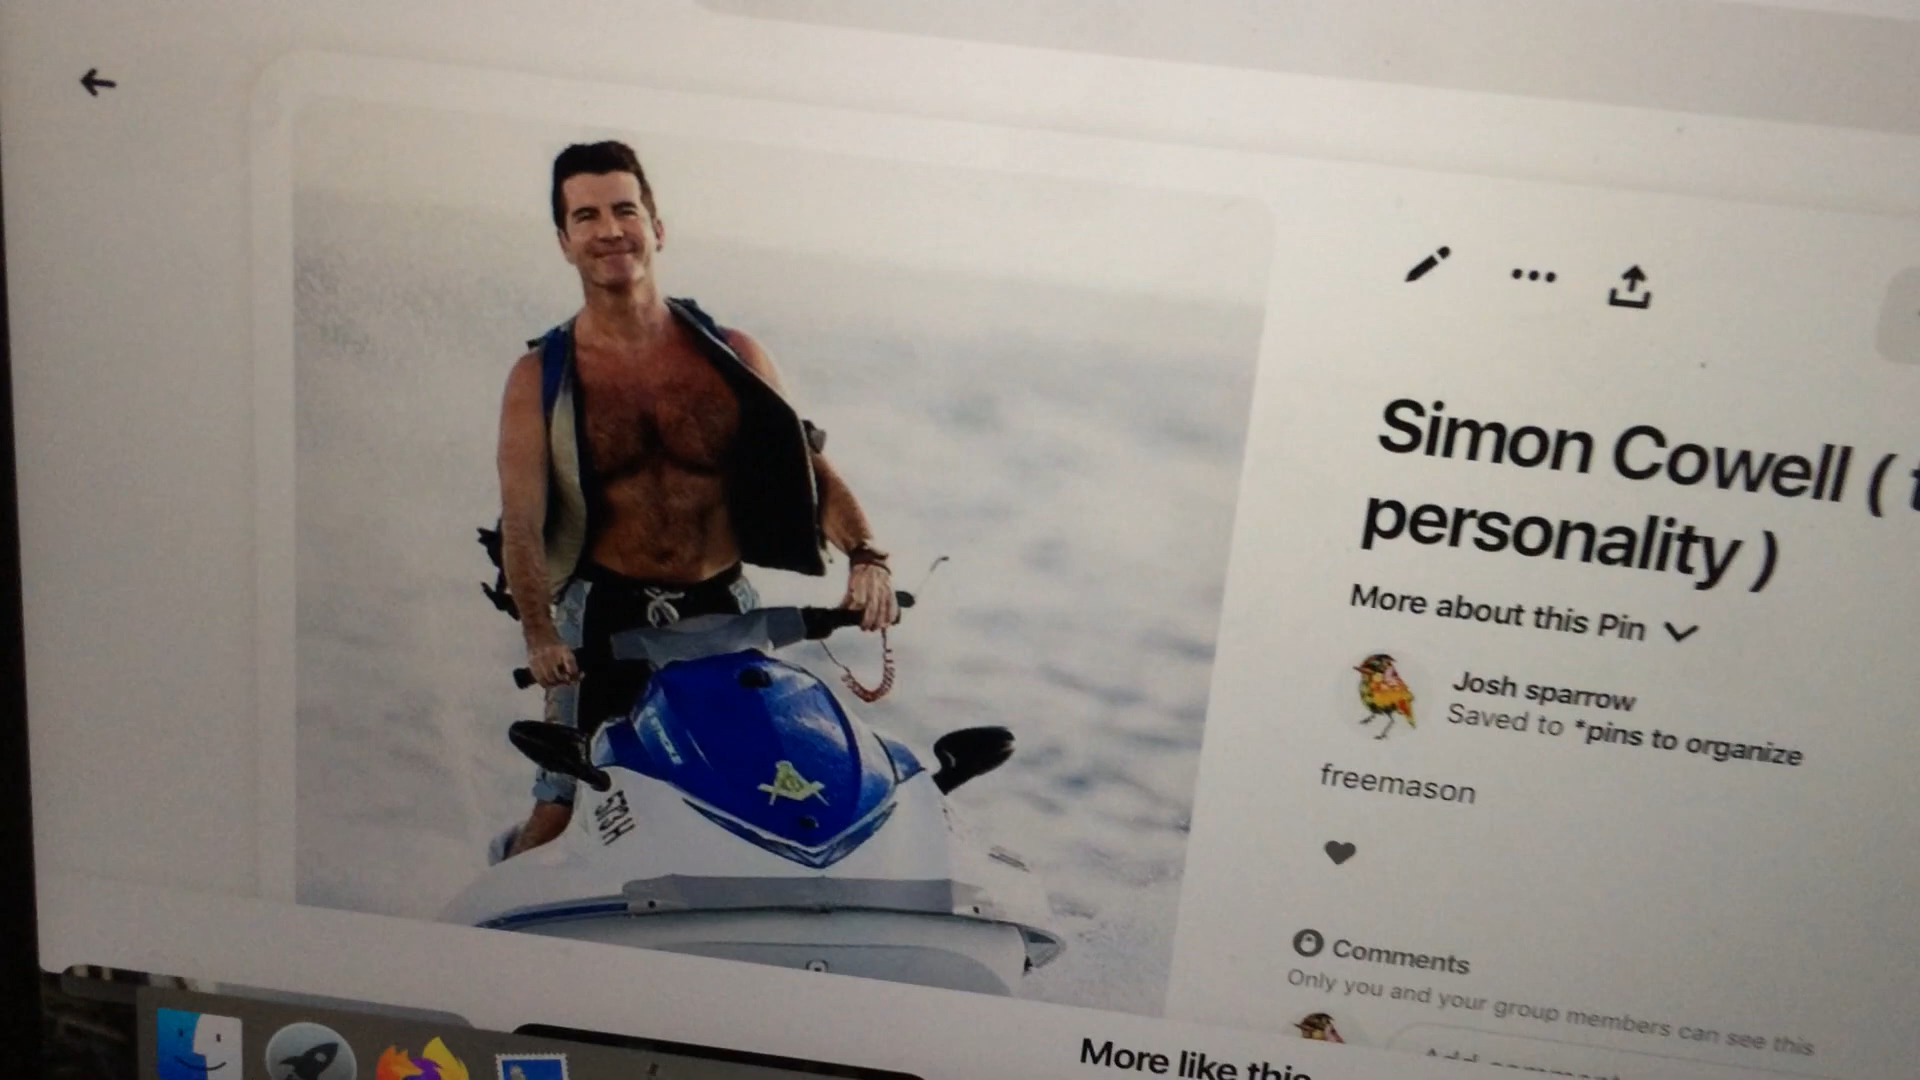 Simon Cowell (
personality )
More about this Pin
Josh sparrow
Saved to *pins to organize
freemason
Comments
Only you and your group members can see this
More like this
573H